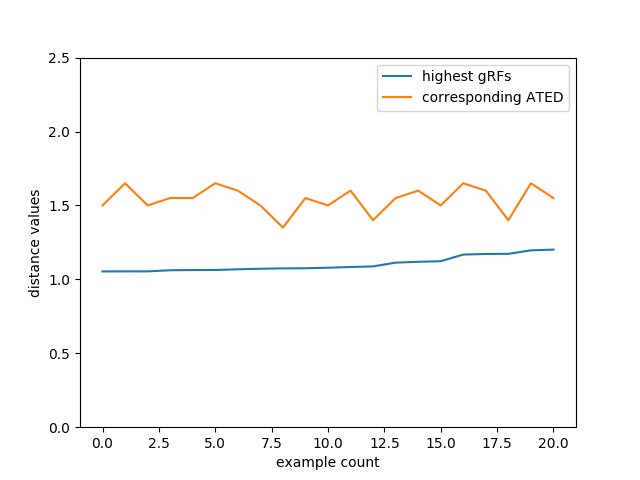 2.5
2.0
1.5
1.0
0.5
0.0
distance values
highest gRFs
corresponding ATED
0.0 2.5 5.0 7.5 10.0 12.5 15.0 17.5 20.0
example count